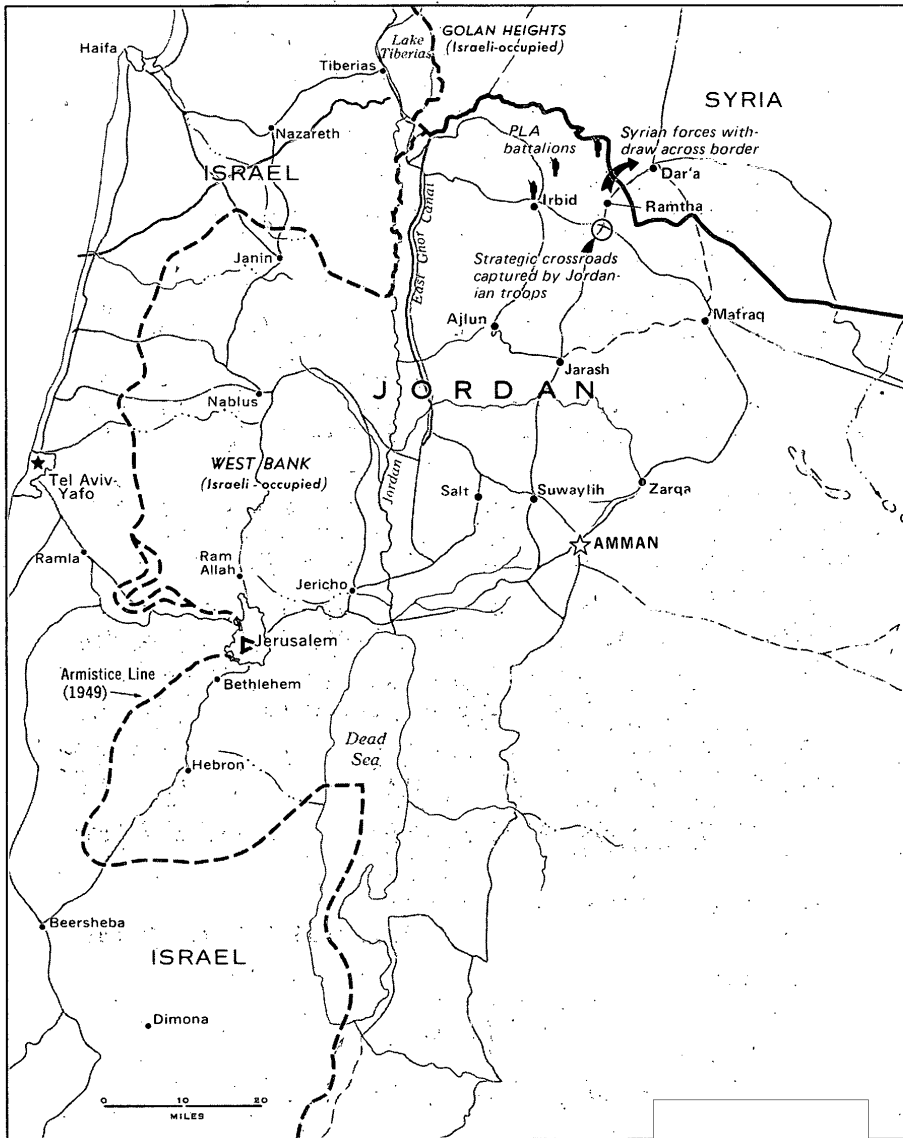 GOLAN HEIGHTS
(Israeli-occupied)
Lake
Tiberias
Haifa
Tiberias
SYRIA
Nazareth
PLA
battalions
Syrian forces with-
draw across border
Dar'a
ISRAEL
Irbid
Ramtha
East Ghor Canal
Janin
Strategic crossroads
captured by Jordan-
ian troops
Ajlun
Mafraq
Jarash
JORDAN
Nablus
WEST BANK
(Israeli-occupied)
Jordan
Tel Aviv-
Yafo
Salt
Suwaylih
Zarqa
AMMAN
Ramla
Ram
Allah
Jericho
Jerusalem
Armistice Line
(1949)
Bethlehem
Dead
Sea
Hebron
Beersheba
ISRAEL
Dimona
0 10 20
MILES